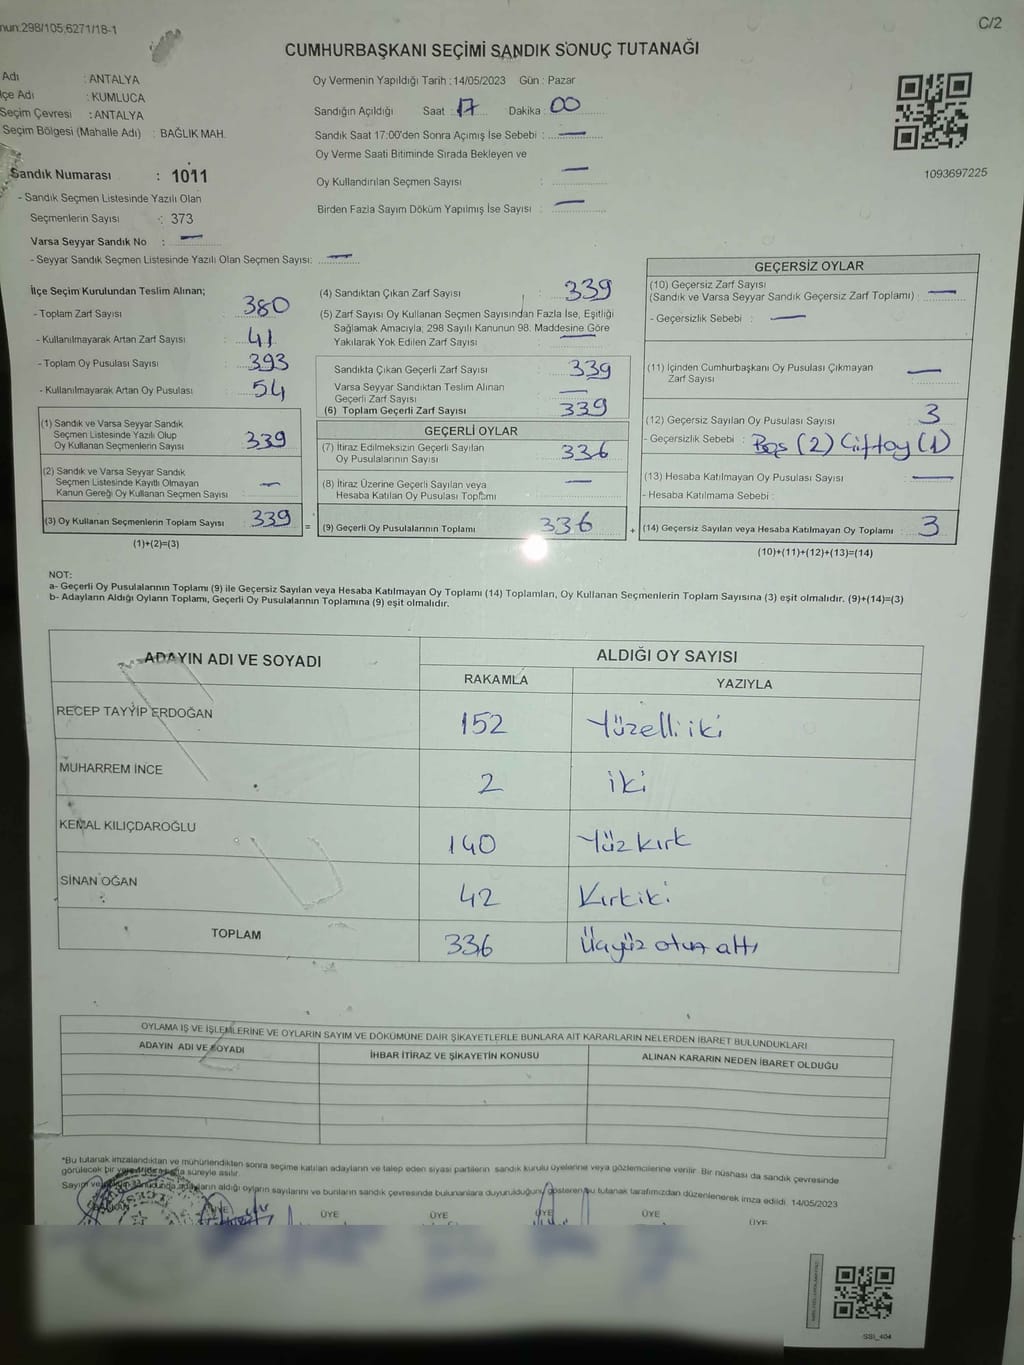 nun:298/105;6271/18-1
C/2
CUMHURBAŞKANI SEÇİMİ SANDIK SONUÇ TUTANAĞI
Adı : ANTALYA
lçe Adı : KUMLUCA
Seçim Çevresi : ANTALYA
Seçim Bölgesi (Mahalle Adı) : BAĞLIK MAH.
Sandık Numarası : 1011
- Sandık Seçmen Listesinde Yazılı Olan
Seçmenlerin Sayısı : 373
Varsa Seyyar Sandık No : —
- Seyyar Sandık Seçmen Listesinde Yazılı Olan Seçmen Sayısı: —
Oy Vermenin Yapıldığı Tarih : 14/05/2023 Gün : Pazar
Sandığın Açıldığı Saat : 17 Dakika : 00
Sandık Saat 17:00'den Sonra Açımış İse Sebebi : —
Oy Verme Saati Bitiminde Sırada Bekleyen ve
Oy Kullandırılan Seçmen Sayısı : —
Birden Fazla Sayım Döküm Yapılmış İse Sayısı : —
1093697225
İlçe Seçim Kurulundan Teslim Alınan;
- Toplam Zarf Sayısı : 380
- Kullanılmayarak Artan Zarf Sayısı : 41
- Toplam Oy Pusulası Sayısı : 393
- Kullanılmayarak Artan Oy Pusulası : 54
(1) Sandık ve Varsa Seyyar Sandık
Seçmen Listesinde Yazılı Olup
Oy Kullanan Seçmenlerin Sayısı : 339
(2) Sandık ve Varsa Seyyar Sandık
Seçmen Listesinde Kayıtlı Olmayan
Kanun Gereği Oy Kullanan Seçmen Sayısı : —
(3) Oy Kullanan Seçmenlerin Toplam Sayısı : 339
(1)+(2)=(3)
(4) Sandıktan Çıkan Zarf Sayısı : 339
(5) Zarf Sayısı Oy Kullanan Seçmen Sayısından Fazla İse, Eşitliği
Sağlamak Amacıyla, 298 Sayılı Kanunun 98. Maddesine Göre
Yakılarak Yok Edilen Zarf Sayısı : —
Sandıkta Çıkan Geçerli Zarf Sayısı : 339
Varsa Seyyar Sandıktan Teslim Alınan
Geçerli Zarf Sayısı : —
(6) Toplam Geçerli Zarf Sayısı : 339
GEÇERLİ OYLAR
(7) İtiraz Edilmeksizin Geçerli Sayılan
Oy Pusulalarının Sayısı : 336
(8) İtiraz Üzerine Geçerli Sayılan veya
Hesaba Katılan Oy Pusulası Toplamı : —
= (9) Geçerli Oy Pusulalarının Toplamı : 336
GEÇERSİZ OYLAR
(10) Geçersiz Zarf Sayısı
(Sandık ve Varsa Seyyar Sandık Geçersiz Zarf Toplamı) : —
- Geçersizlik Sebebi : —
(11) İçinden Cumhurbaşkanı Oy Pusulası Çıkmayan
Zarf Sayısı : —
(12) Geçersiz Sayılan Oy Pusulası Sayısı : 3
- Geçersizlik Sebebi : Boş (2) Çiftoy (1)
(13) Hesaba Katılmayan Oy Pusulası Sayısı : —
- Hesaba Katılmama Sebebi :
+ (14) Geçersiz Sayılan veya Hesaba Katılmayan Oy Toplamı : 3
(10)+(11)+(12)+(13)=(14)
NOT:
a- Geçerli Oy Pusulalarının Toplamı (9) ile Geçersiz Sayılan veya Hesaba Katılmayan Oy Toplamı (14) Toplamları, Oy Kullanan Seçmenlerin Toplam Sayısına (3) eşit olmalıdır. (9)+(14)=(3)
b- Adayların Aldığı Oyların Toplamı, Geçerli Oy Pusulalarının Toplamına (9) eşit olmalıdır.
ADAYIN ADI VE SOYADI ALDIĞI OY SAYISI
RAKAMLA YAZIYLA
RECEP TAYYİP ERDOĞAN 152 Yüzelli iki
MUHARREM İNCE 2 iki
KEMAL KILIÇDAROĞLU 140 Yüz kırk
SİNAN OĞAN 42 Kırkiki
TOPLAM 336 Üçyüz otuz altı
OYLAMA İŞ VE İŞLEMLERİNE VE OYLARIN SAYIM VE DÖKÜMÜNE DAİR ŞİKAYETLERLE BUNLARA AİT KARARLARIN NELERDEN İBARET BULUNDUKLARI
ADAYIN ADI VE SOYADI İHBAR İTİRAZ VE ŞİKAYETİN KONUSU ALINAN KARARIN NEDEN İBARET OLDUĞU
*Bu tutanak imzalandıktan ve mühürlendikten sonra seçime katılan adayların ve talep eden siyasi partilerin sandık kurulu üyelerine veya gözlemcilerine verilir. Bir nüshası da sandık çevresinde
görülecek bir süreyle asılır.
Sayım ve oyların sayılarını ve bunların sandık çevresinde bulunanlara duyurulduğunu gösteren bu tutanak tarafımızdan düzenlenerek imza edildi. 14/05/2023
ÜYE ÜYE ÜYE ÜYE ÜYE ÜYE
SSİ_404